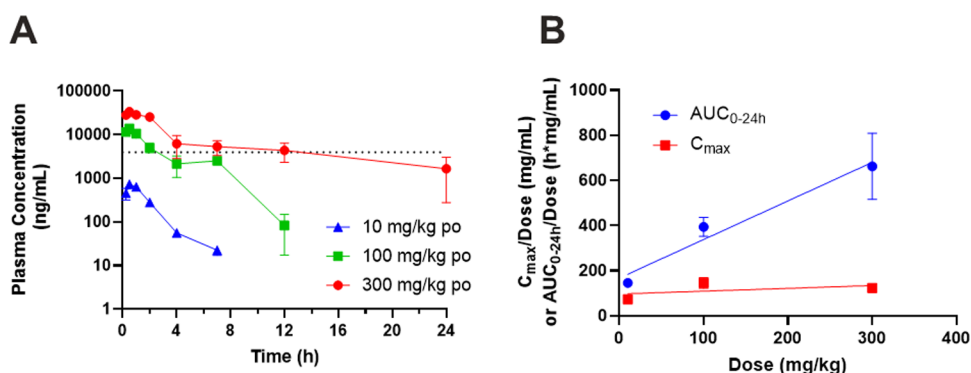 A
Plasma Concentration
(ng/mL)
100000
10000
1000
100
10
1
10 mg/kg po
100 mg/kg po
300 mg/kg po
0 4 8 12 16 20 24
Time (h)
B
Cmax/Dose (mg/mL)
or AUC0-24h/Dose (h*mg/mL)
1000
800
600
400
200
0
AUC0-24h
Cmax
0 100 200 300 400
Dose (mg/kg)